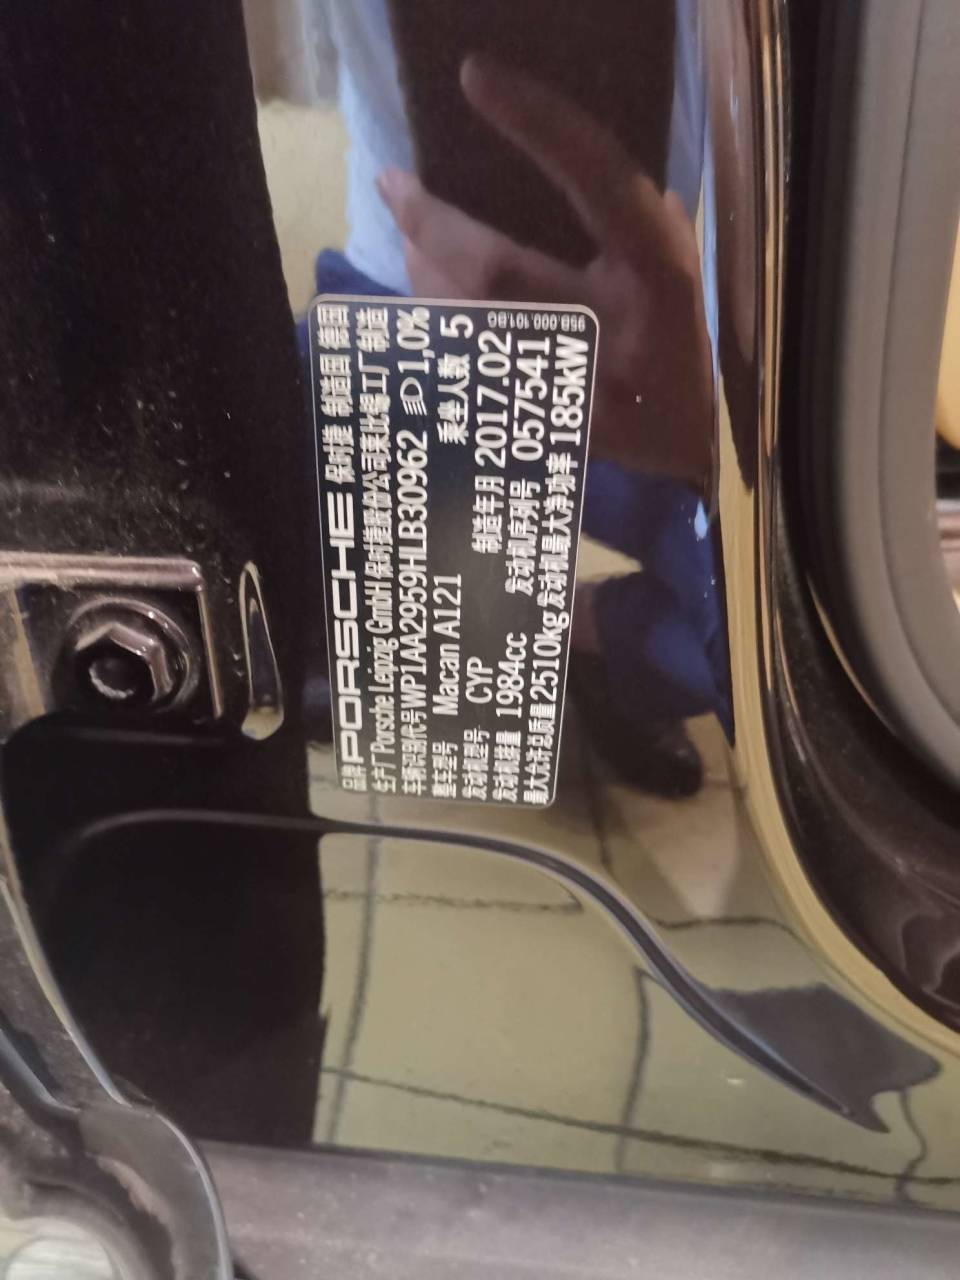 品牌 PORSCHE 保时捷 制造国 德国
生产厂 Porsche Leipzig GmbH 保时捷股份公司莱比锡工厂制造
车辆识别代号 WP1AA2959HLB30962 1,0%
整车型号 Macan A121 乘坐人数 5
发动机型号 CYP 制造年月 2017.02
发动机排量 1984cc 发动机序列号 057541
最大允许总质量 2510kg 发动机最大净功率 185kW
95B.000.101.BG